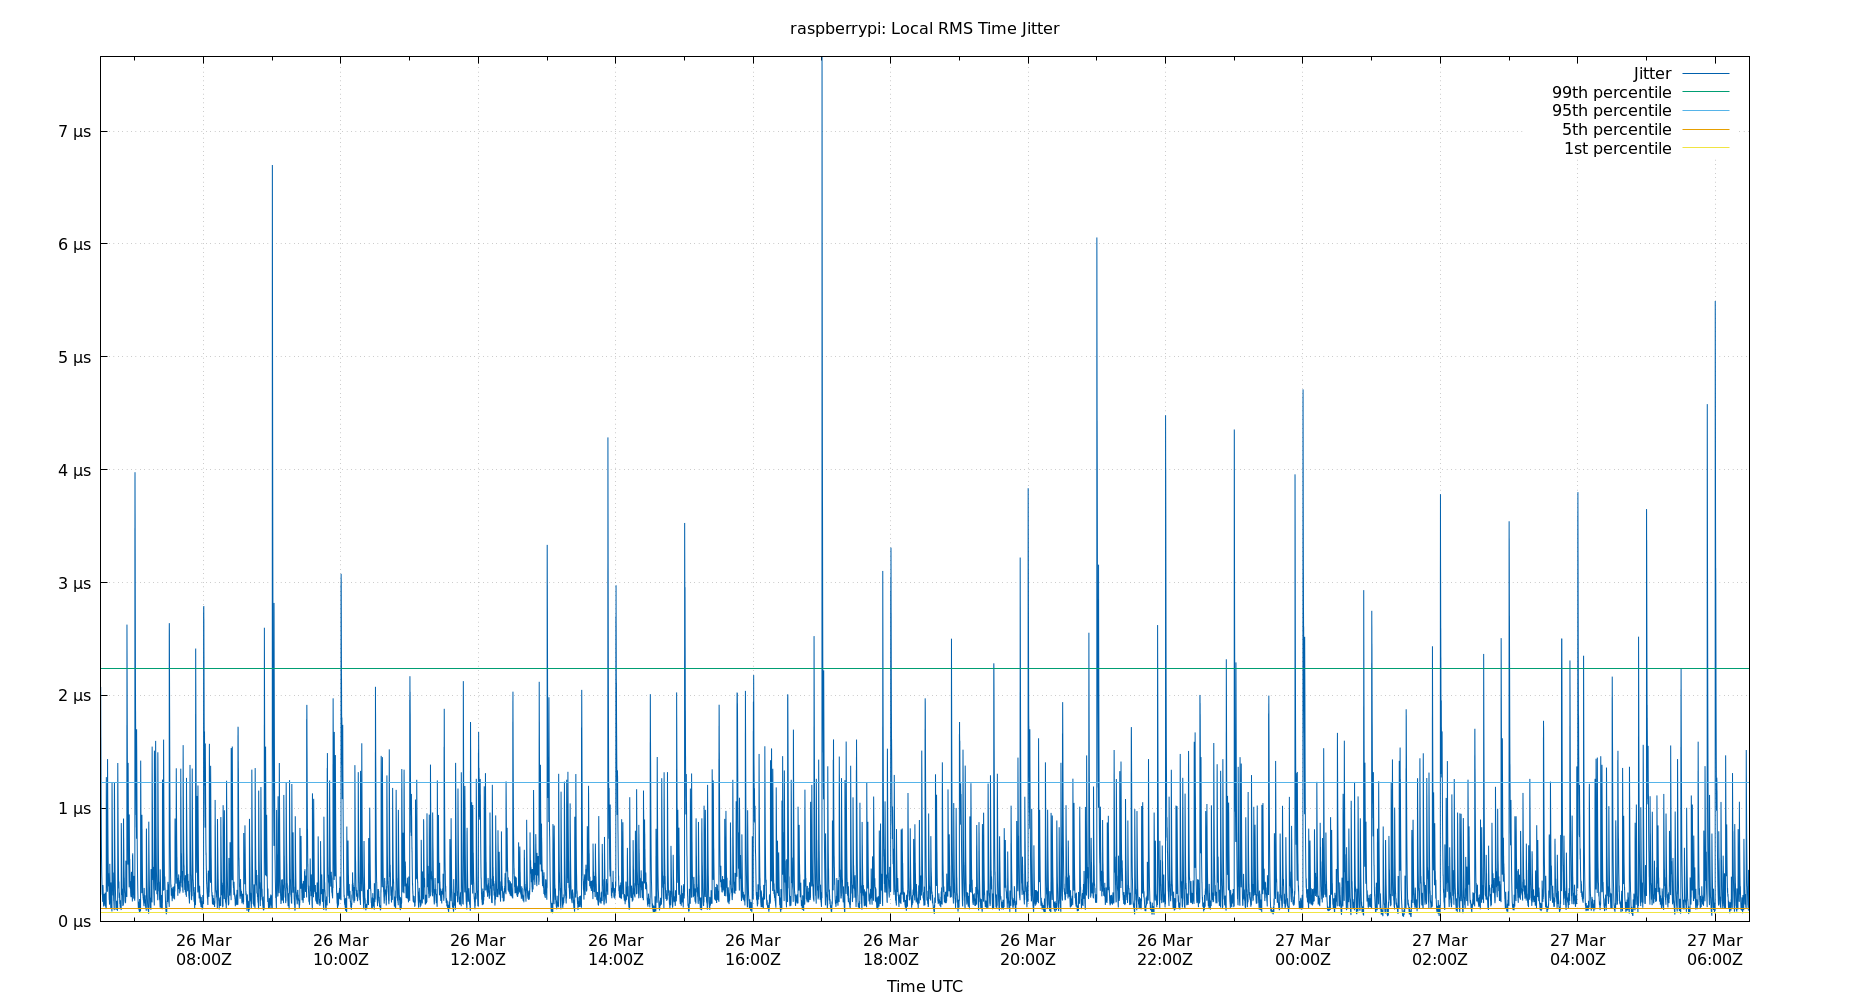 raspberrypi: Local RMS Time Jitter
Jitter
99th percentile
95th percentile
5th percentile
1st percentile
7 µs
6 µs
5 µs
4 µs
3 µs
2 µs
1 µs
0 µs
26 Mar 26 Mar 26 Mar 26 Mar 26 Mar 26 Mar 26 Mar 26 Mar 27 Mar 27 Mar 27 Mar 27 Mar
08:00Z 10:00Z 12:00Z 14:00Z 16:00Z 18:00Z 20:00Z 22:00Z 00:00Z 02:00Z 04:00Z 06:00Z
Time UTC